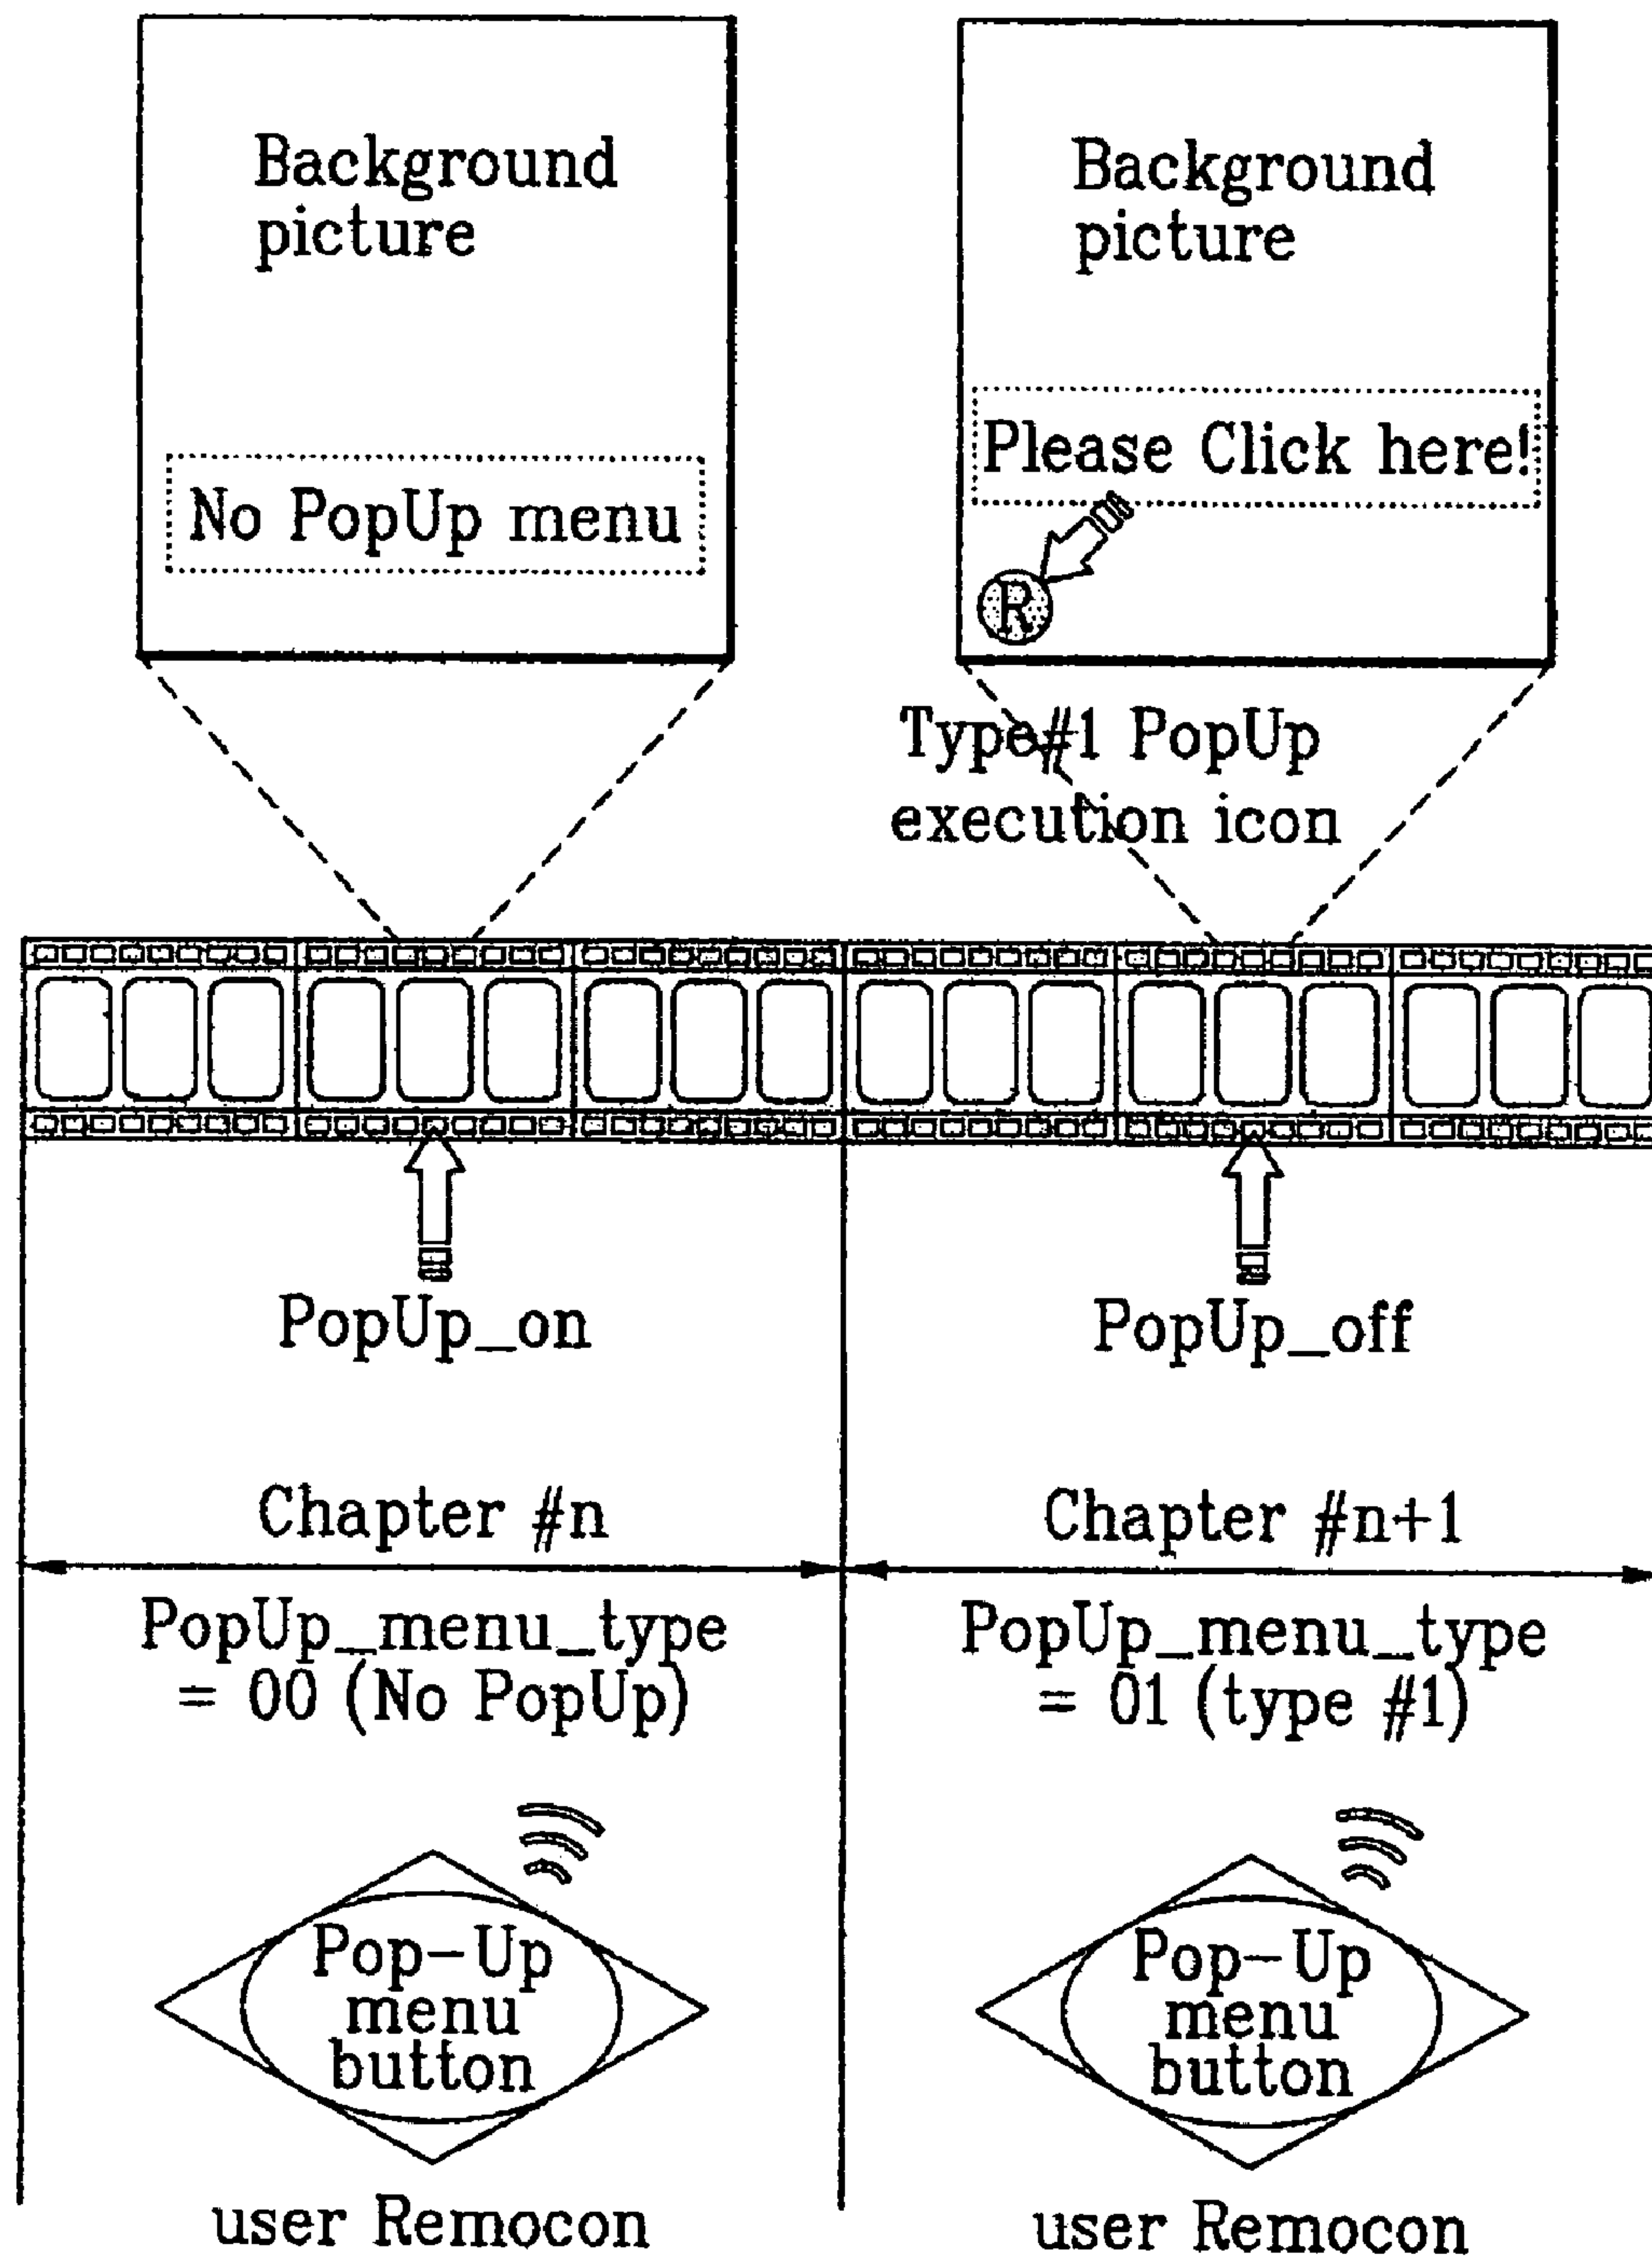 Background
picture
No PopUp menu
Background
picture
Please Click here!
R
Type#1 PopUp
execution icon
PopUp_on
PopUp_off
Chapter #n
Chapter #n+1
PopUp_menu_type
= 00 (No PopUp)
PopUp_menu_type
= 01 (type #1)
Pop-Up
menu
button
Pop-Up
menu
button
user Remocon
user Remocon